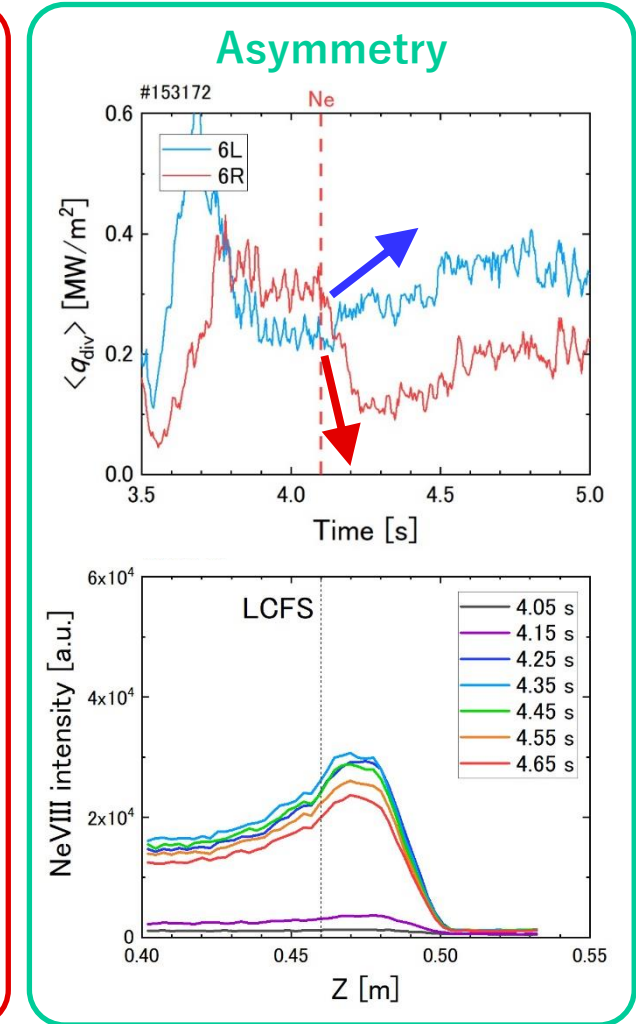 Asymmetry
#153172
Ne
6L
6R
0.6
0.4
0.2
0.0
⟨q_div⟩ [MW/m²]
3.5 4.0 4.5 5.0
Time [s]
6x10⁴
4x10⁴
2x10⁴
0
NeVIII intensity [a.u.]
LCFS
4.05 s
4.15 s
4.25 s
4.35 s
4.45 s
4.55 s
4.65 s
0.40 0.45 0.50 0.55
Z [m]